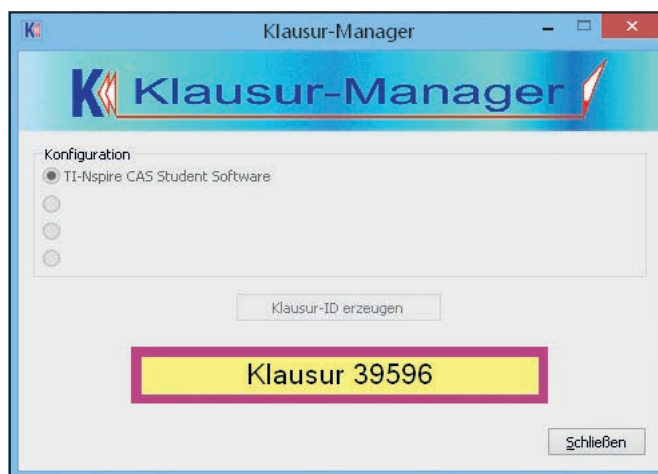 Klausur-Manager
Klausur-Manager
Konfiguration
TI-Nspire CAS Student Software
Klausur-ID erzeugen
Klausur 39596
Schließen